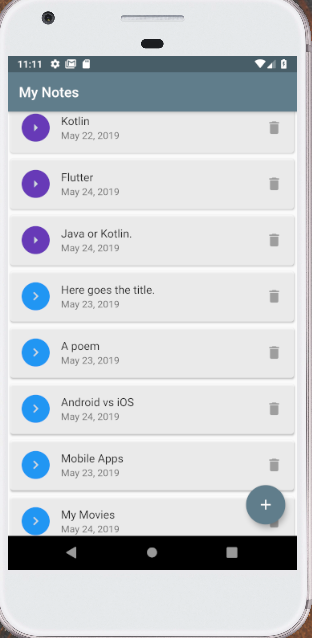 11:11
My Notes
Kotlin
May 22, 2019
Flutter
May 24, 2019
Java or Kotlin.
May 24, 2019
Here goes the title.
May 23, 2019
A poem
May 23, 2019
Android vs iOS
May 24, 2019
Mobile Apps
May 23, 2019
My Movies
May 24, 2019